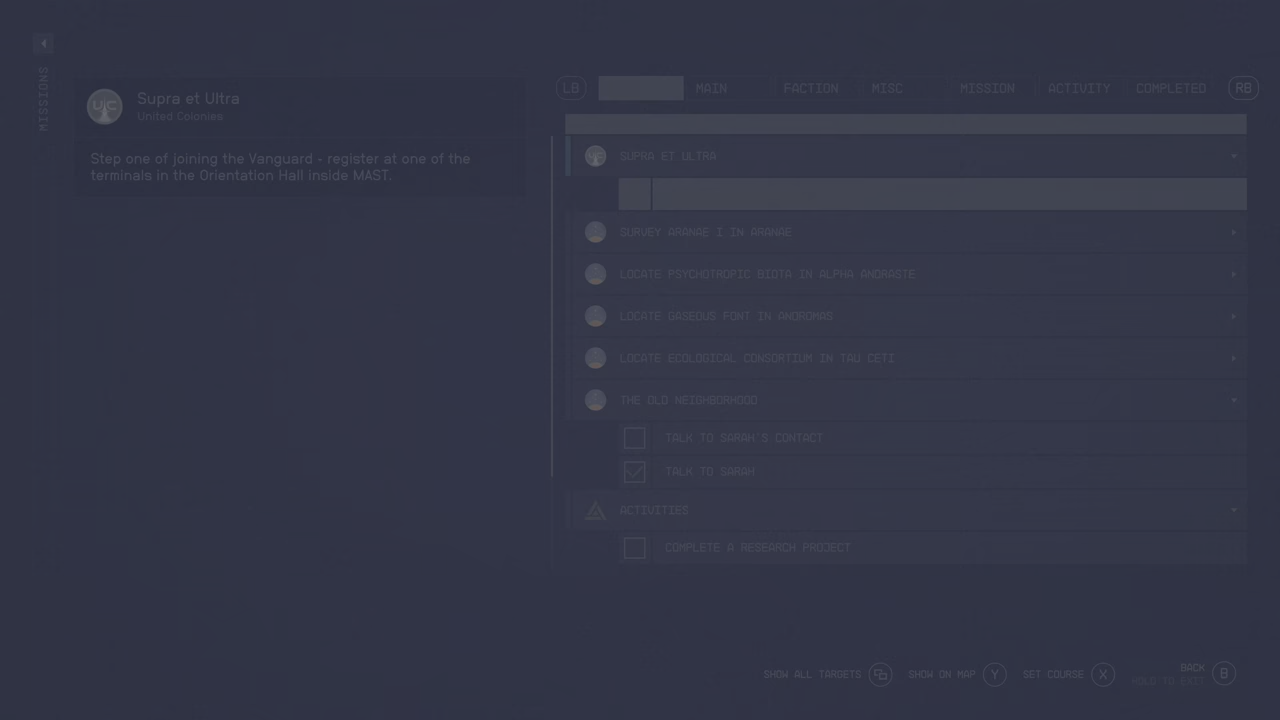 MISSIONS
UC
Supra et Ultra
United Colonies
Step one of joining the Vanguard - register at one of the
terminals in the Orientation Hall inside MAST.
LB
MAIN
FACTION
MISC
MISSION
ACTIVITY
COMPLETED
RB
SUPRA ET ULTRA
SURVEY ARANAE I IN ARANAE
LOCATE PSYCHOTROPIC BIOTA IN ALPHA ANDRASTE
LOCATE GASEOUS FONT IN ANDROMAS
LOCATE ECOLOGICAL CONSORTIUM IN TAU CETI
THE OLD NEIGHBORHOOD
TALK TO SARAH'S CONTACT
TALK TO SARAH
ACTIVITIES
COMPLETE A RESEARCH PROJECT
SHOW ALL TARGETS
SHOW ON MAP Y
SET COURSE X
BACK B
HOLD TO EXIT